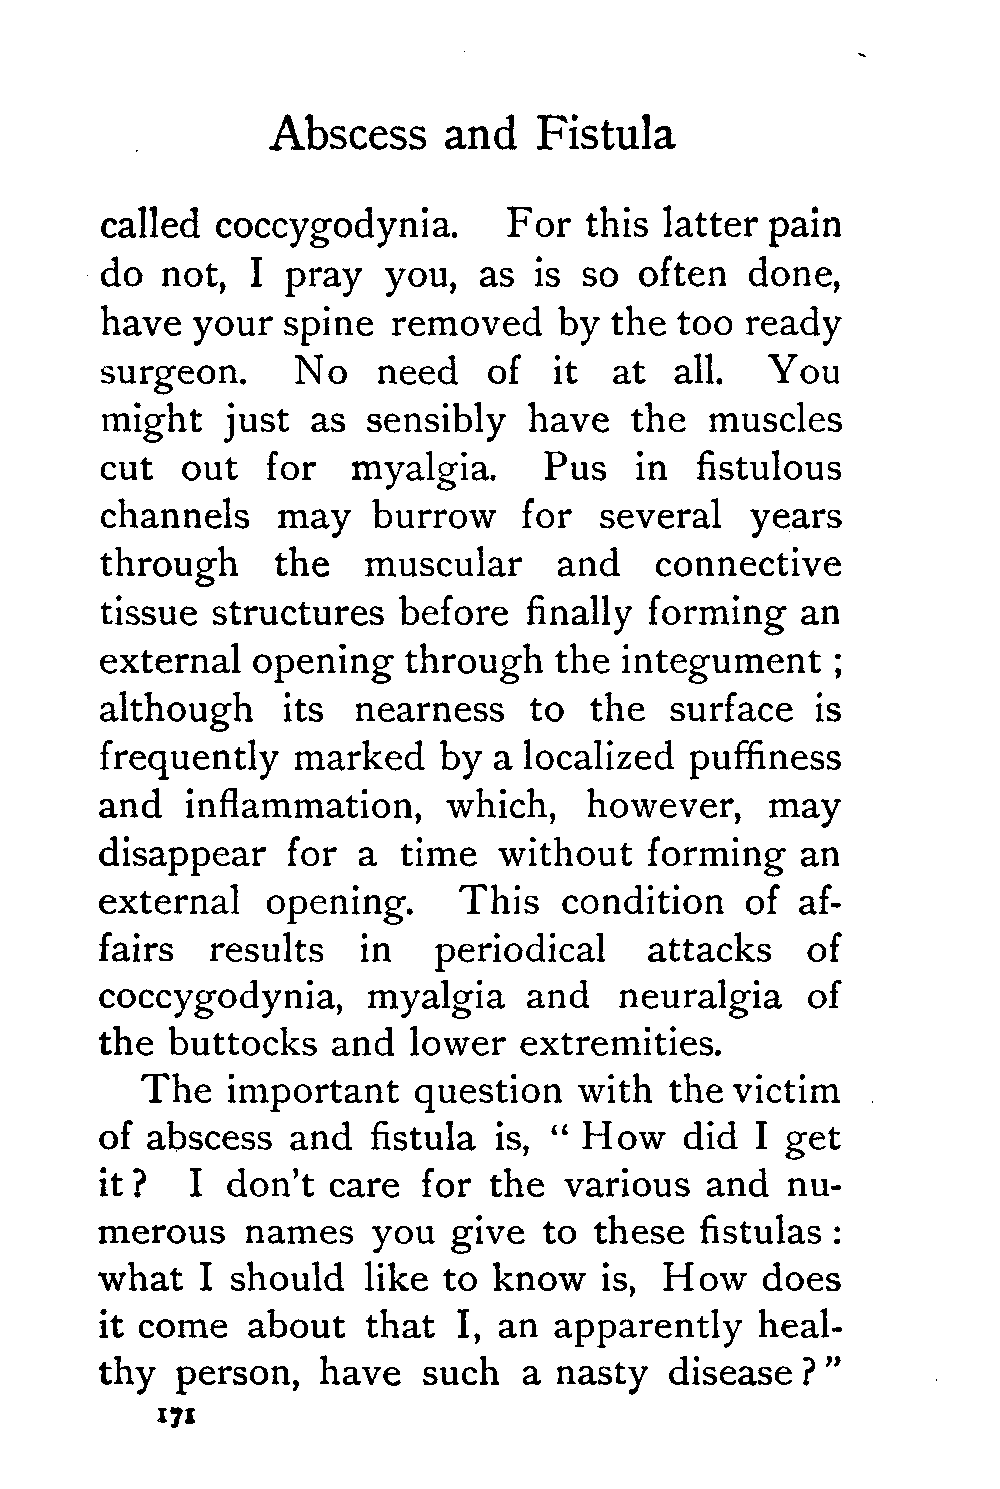 Abscess and Fistula
called coccygodynia. For this latter pain
do not, I pray you, as is so often done,
have your spine removed by the too ready
surgeon. No need of it at all. You
might just as sensibly have the muscles
cut out for myalgia. Pus in fistulous
channels may burrow for several years
through the muscular and connective
tissue structures before finally forming an
external opening through the integument ;
although its nearness to the surface is
frequently marked by a localized puffiness
and inflammation, which, however, may
disappear for a time without forming an
external opening. This condition of af-
fairs results in periodical attacks of
coccygodynia, myalgia and neuralgia of
the buttocks and lower extremities.
The important question with the victim
of abscess and fistula is, “ How did I get
it ? I don't care for the various and nu-
merous names you give to these fistulas :
what I should like to know is, How does
it come about that I, an apparently heal-
thy person, have such a nasty disease ? ”
171